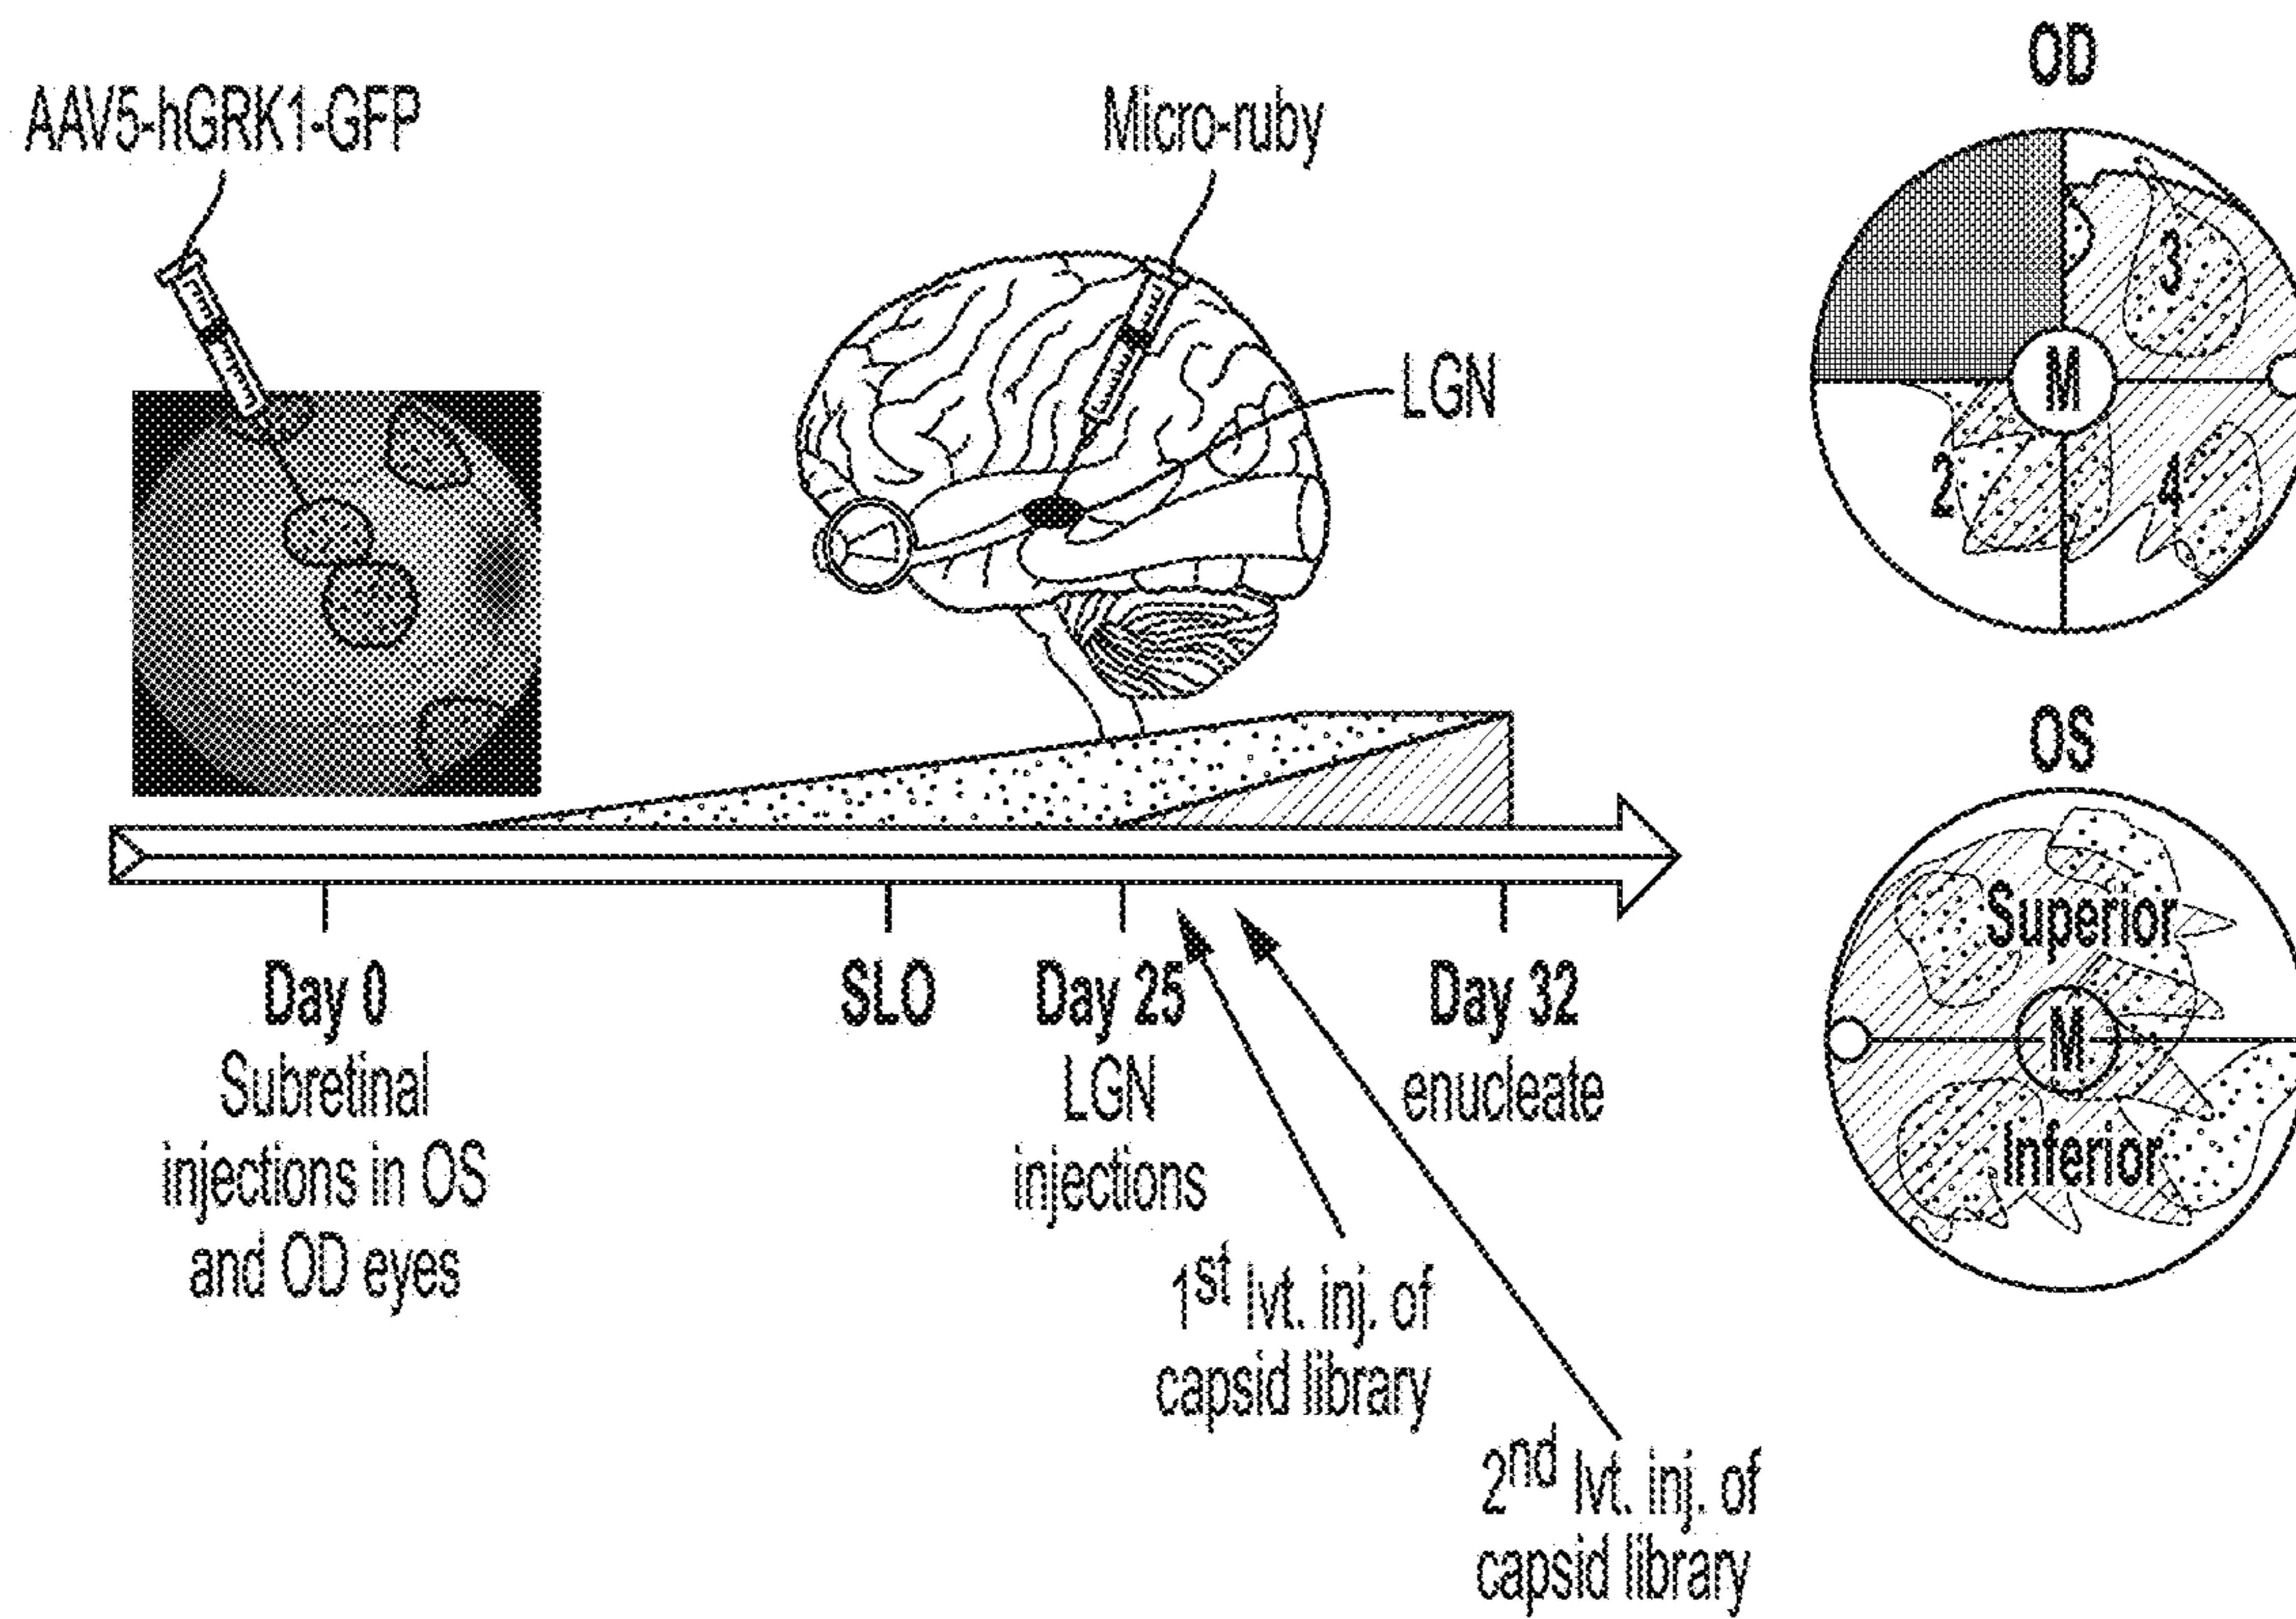 AAV5-hGRK1-GFP
Micro-ruby
LGN
OD
3
M
2
4
OS
Superior
M
Inferior
Day 0
Subretinal
injections in OS
and OD eyes
SLO
Day 25
LGN
injections
Day 32
enucleate
1st Ivt. inj. of
capsid library
2nd Ivt. inj. of
capsid library